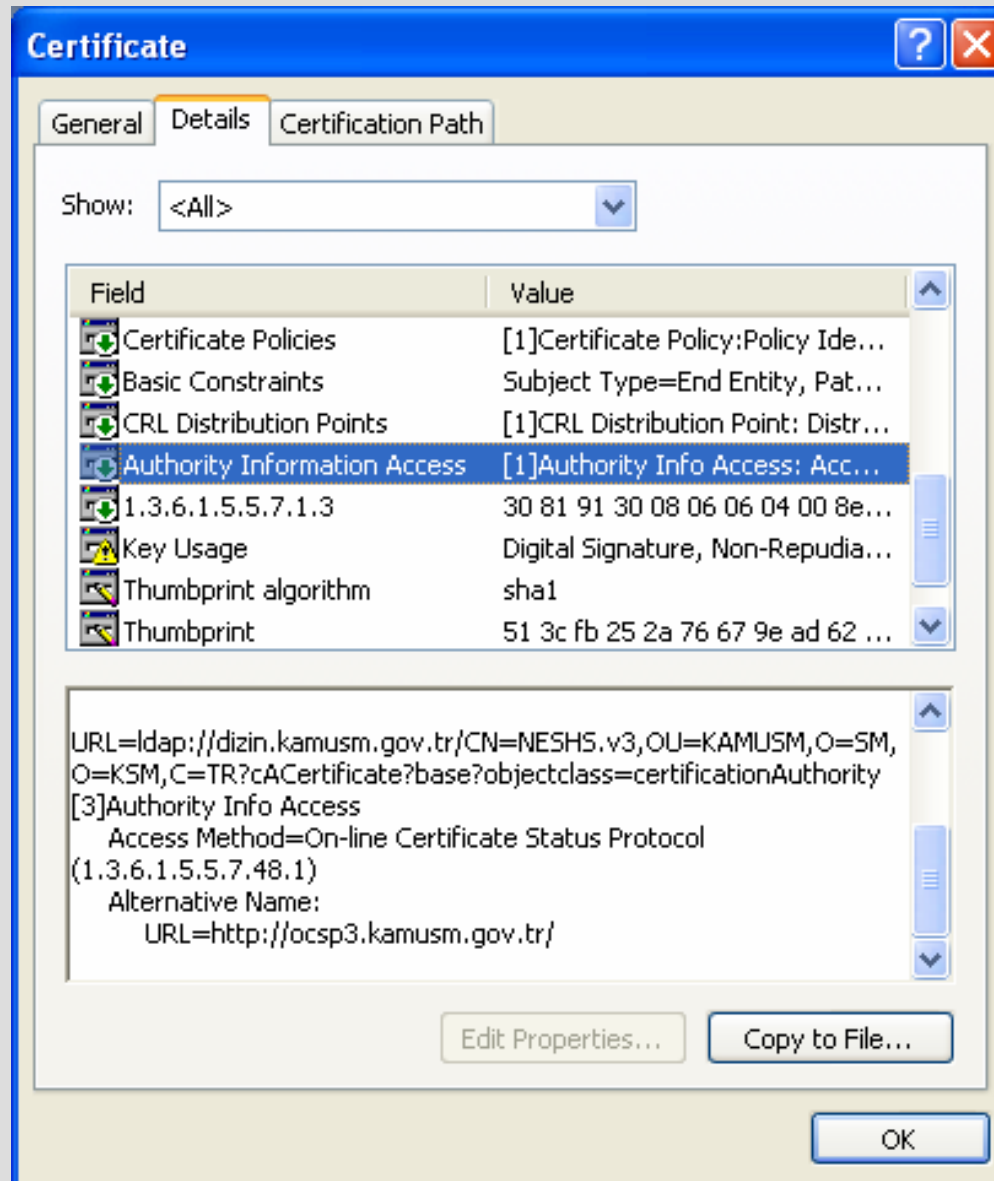 Certificate
General Details Certification Path
Show: <All>
Field Value
Certificate Policies [1]Certificate Policy:Policy Ide...
Basic Constraints Subject Type=End Entity, Pat...
CRL Distribution Points [1]CRL Distribution Point: Distr...
Authority Information Access [1]Authority Info Access: Acc...
1.3.6.1.5.5.7.1.3 30 81 91 30 08 06 06 04 00 8e...
Key Usage Digital Signature, Non-Repudia...
Thumbprint algorithm sha1
Thumbprint 51 3c fb 25 2a 76 67 9e ad 62 ...
URL=ldap://dizin.kamusm.gov.tr/CN=NESHS.v3,OU=KAMUSM,O=SM,
O=KSM,C=TR?cACertificate?base?objectclass=certificationAuthority
[3]Authority Info Access
Access Method=On-line Certificate Status Protocol
(1.3.6.1.5.5.7.48.1)
Alternative Name:
URL=http://ocsp3.kamusm.gov.tr/
Edit Properties... Copy to File...
OK